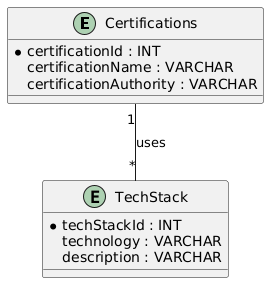 E Certifications
certificationId : INT
certificationName : VARCHAR
certificationAuthority : VARCHAR
1
uses
*
E TechStack
techStackId : INT
technology : VARCHAR
description : VARCHAR